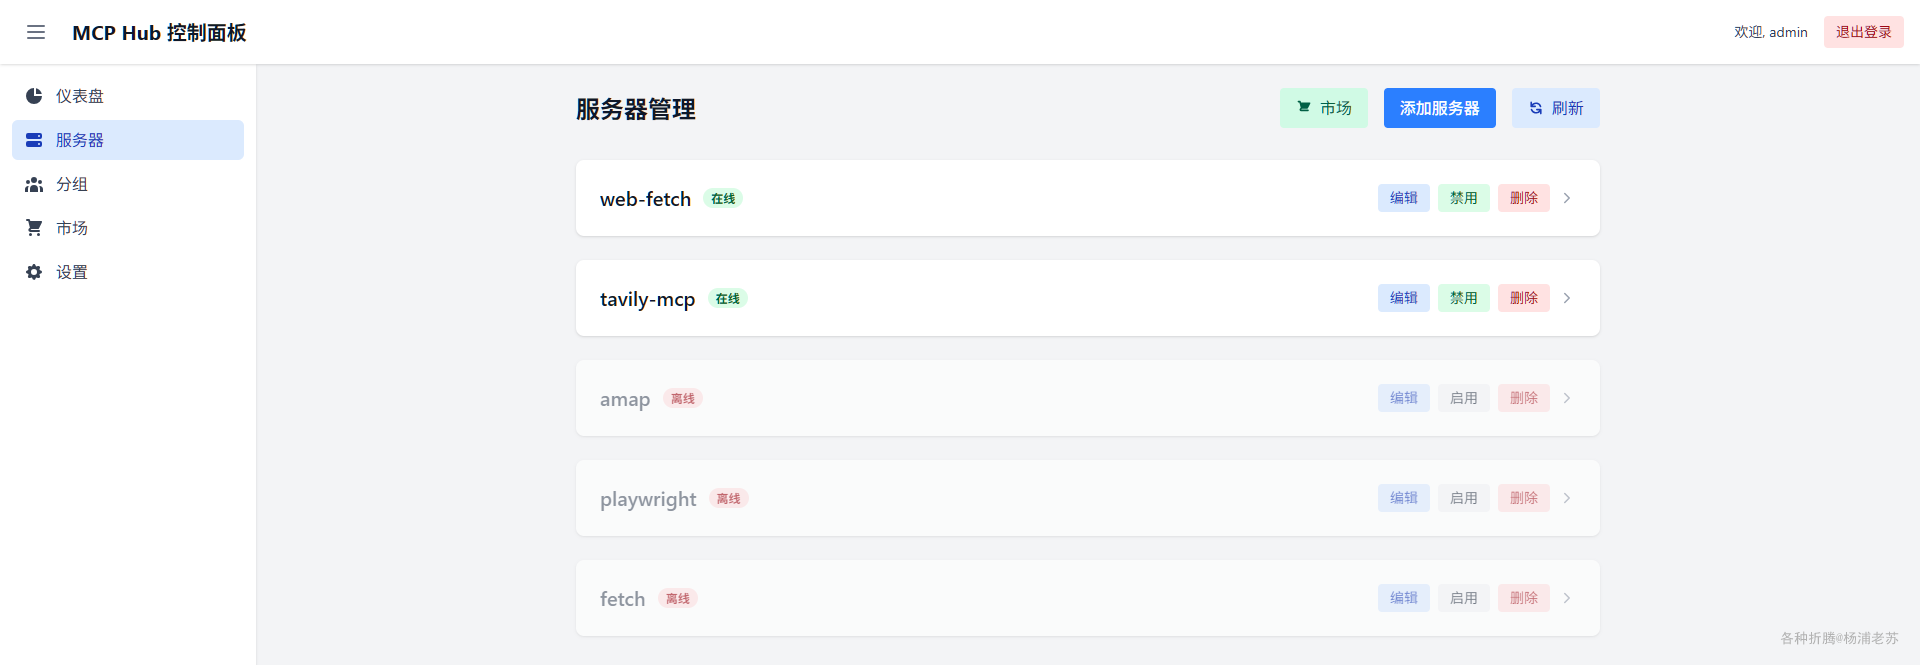 MCP Hub 控制面板
欢迎, admin
退出登录
仪表盘
服务器
分组
市场
设置
服务器管理
市场
添加服务器
刷新
web-fetch 在线 编辑 禁用 删除
tavily-mcp 在线 编辑 禁用 删除
amap 离线 编辑 启用 删除
playwright 离线 编辑 启用 删除
fetch 离线 编辑 启用 删除
各种折腾@杨浦老苏